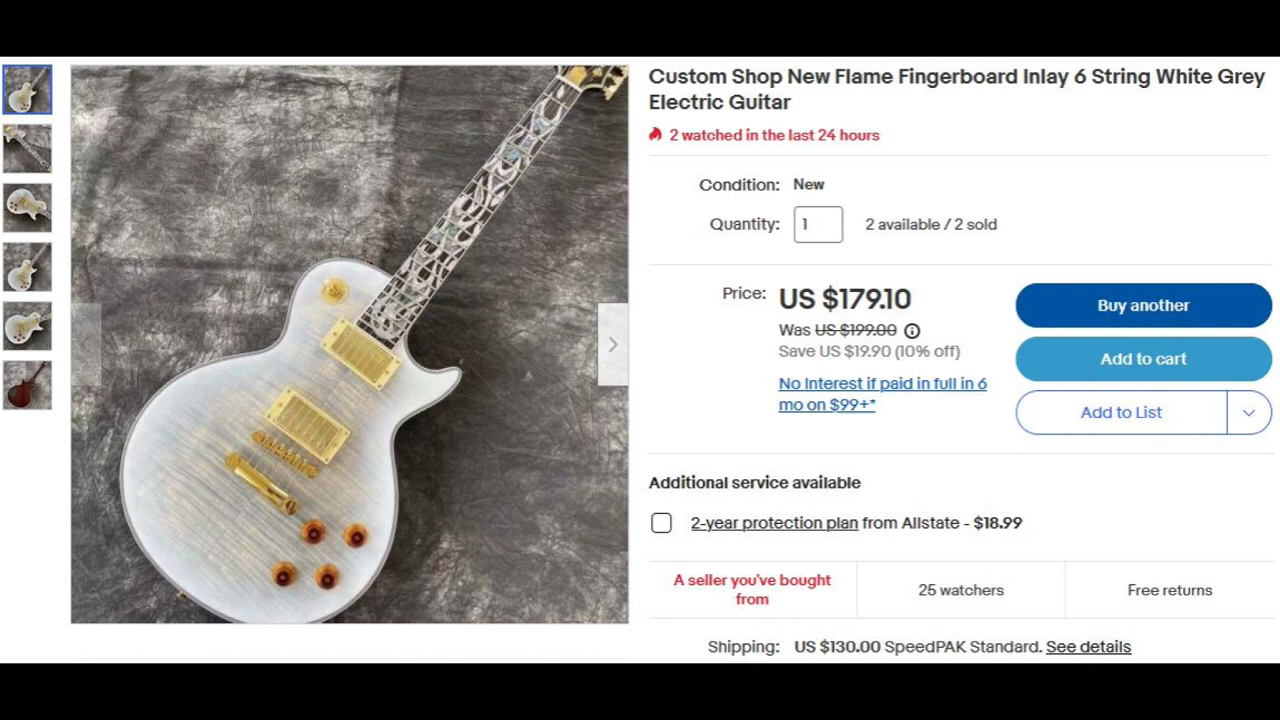 Custom Shop New Flame Fingerboard Inlay 6 String White Grey
Electric Guitar
2 watched in the last 24 hours
Condition: New
Quantity: 1 2 available / 2 sold
Price: US $179.10
Was US $199.00
Save US $19.90 (10% off)
No Interest if paid in full in 6
mo on $99+*
Buy another
Add to cart
Add to List
Additional service available
2-year protection plan from Allstate - $18.99
A seller you've bought
from
25 watchers
Free returns
Shipping: US $130.00 SpeedPAK Standard. See details